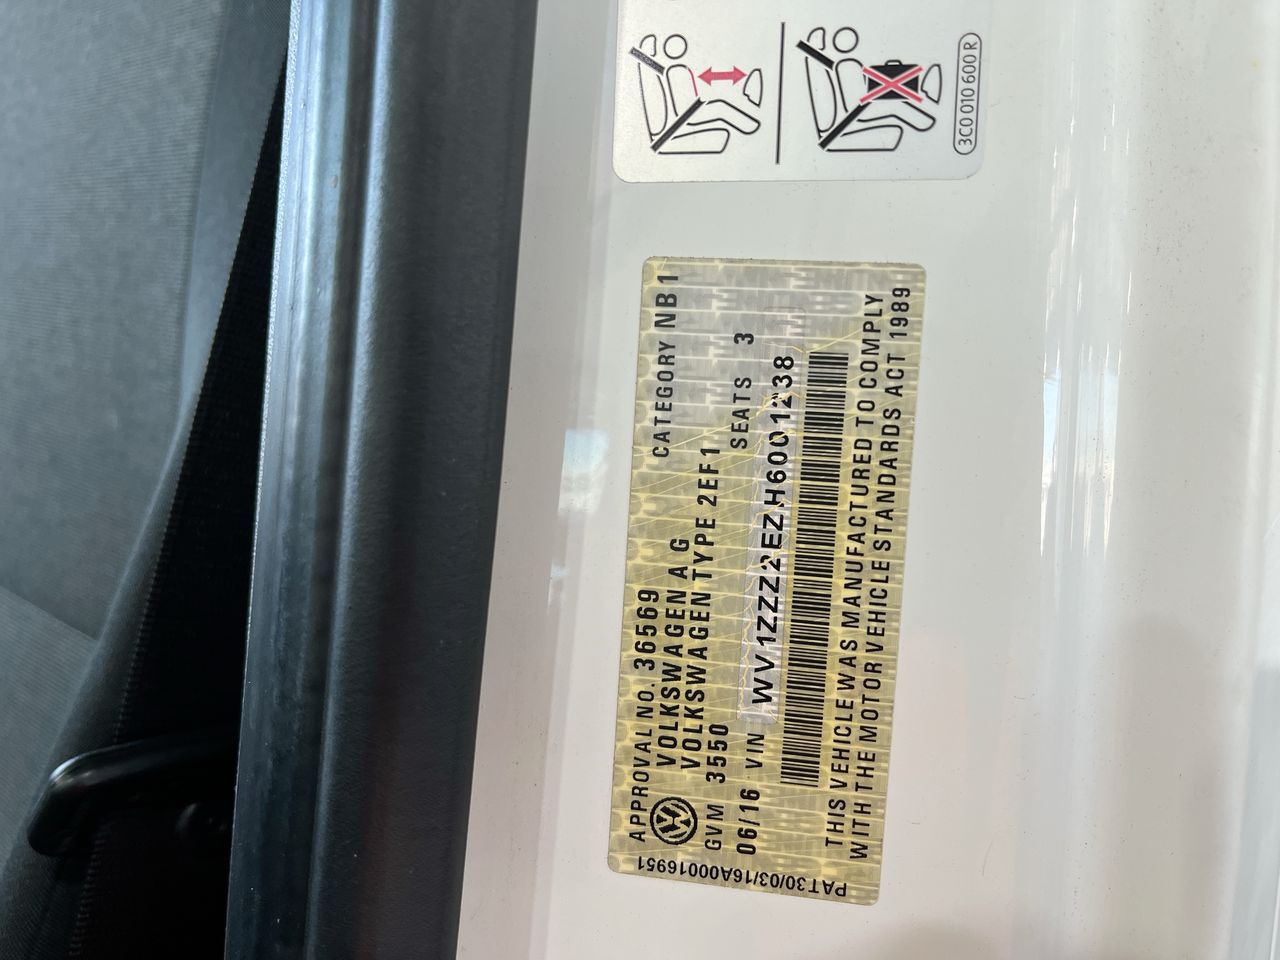 3C0 010 600 R
APPROVAL NO. 36569 CATEGORY NB1
VOLKSWAGEN A G
VOLKSWAGEN TYPE 2EF1
GVM 3550 SEATS 3
06/16 VIN WV1ZZZ2EZH6001238
THIS VEHICLE WAS MANUFACTURED TO COMPLY
WITH THE MOTOR VEHICLE STANDARDS ACT 1989
PAT30/03/16A00016951